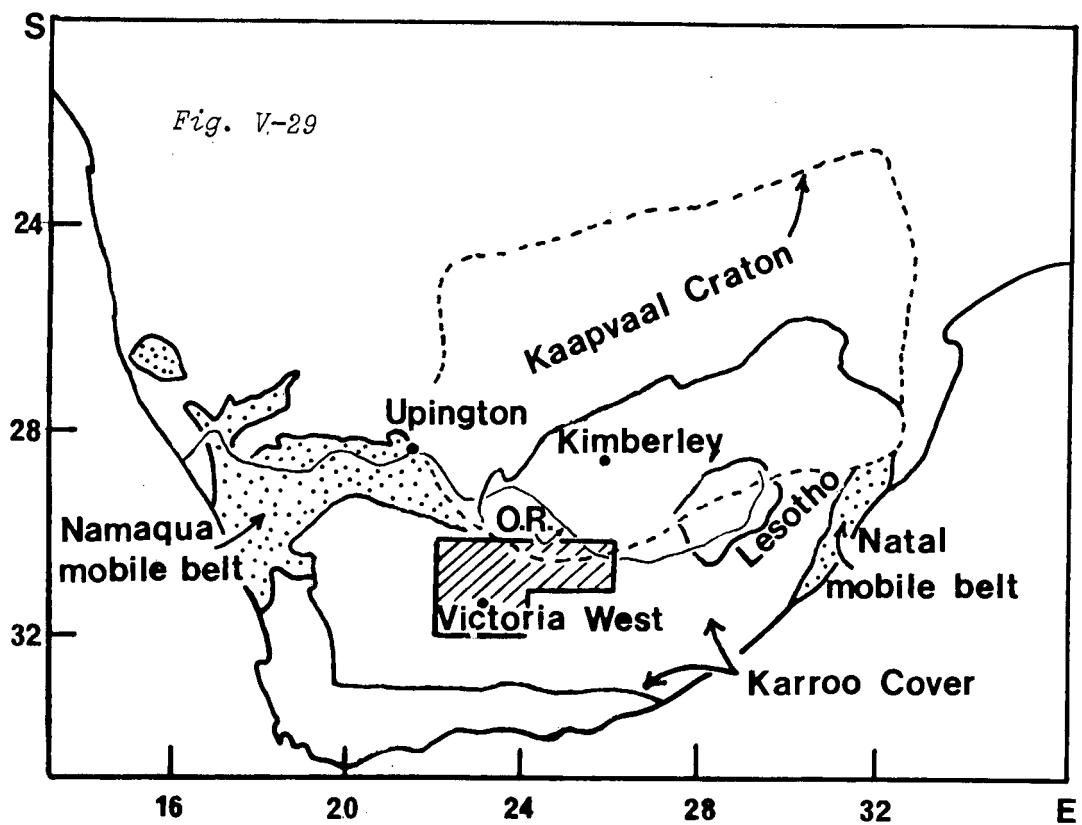 S
Fig. V-29
24
Kaapvaal Craton
28
Upington
Kimberley
O.R.
Lesotho
Namaqua
mobile belt
Natal
mobile belt
Victoria West
32
Karroo Cover
16
20
24
28
32
E